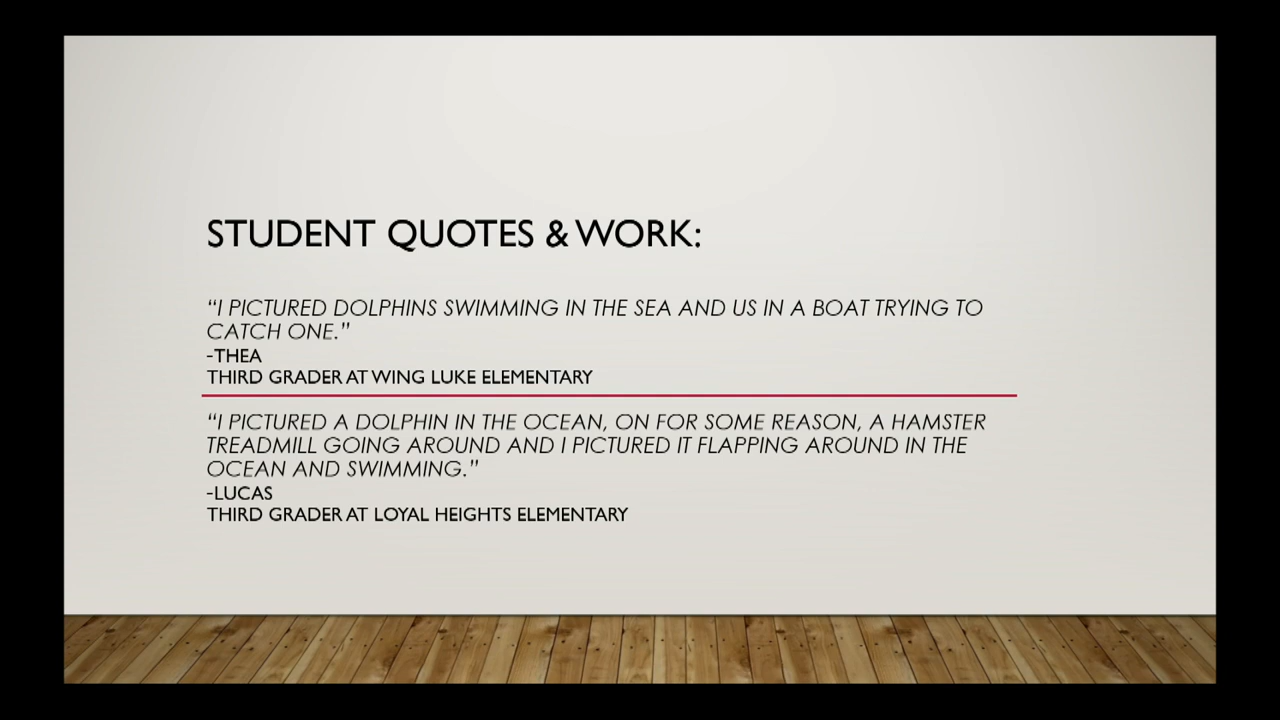 STUDENT QUOTES & WORK:
“I PICTURED DOLPHINS SWIMMING IN THE SEA AND US IN A BOAT TRYING TO
CATCH ONE.”
-THEA
THIRD GRADER AT WING LUKE ELEMENTARY
“I PICTURED A DOLPHIN IN THE OCEAN, ON FOR SOME REASON, A HAMSTER
TREADMILL GOING AROUND AND I PICTURED IT FLAPPING AROUND IN THE
OCEAN AND SWIMMING.”
-LUCAS
THIRD GRADER AT LOYAL HEIGHTS ELEMENTARY